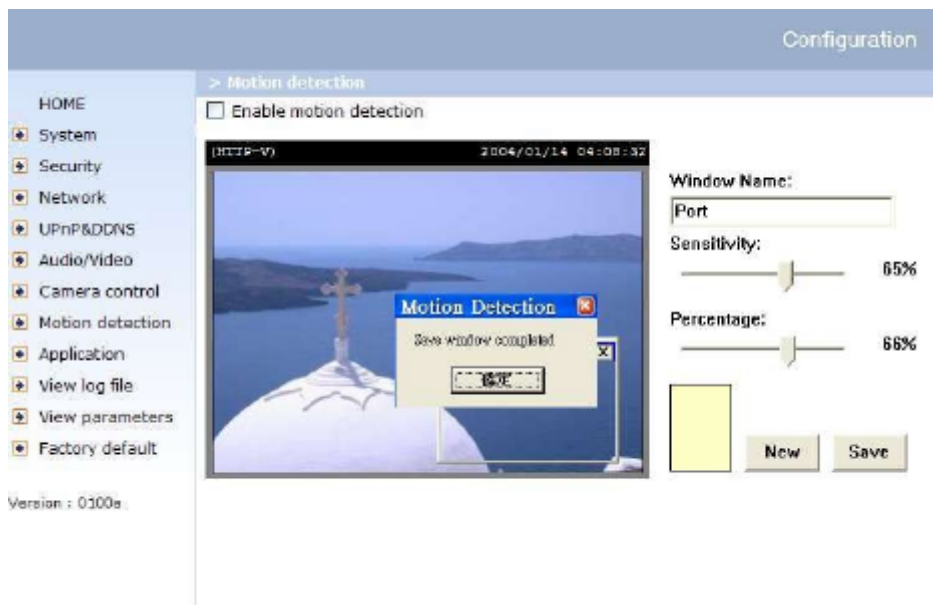 Configuration
> Motion detection
HOME
System
Security
Network
UPnP&DDNS
Audio/Video
Camera control
Motion detection
Application
View log file
View parameters
Factory default
Version : 0100e
Enable motion detection
(HTTP-V) 2004/01/14 04:08:32
Motion Detection
Save window completed
確定
X
Window Name:
Port
Sensitivity:
65%
Percentage:
66%
New
Save